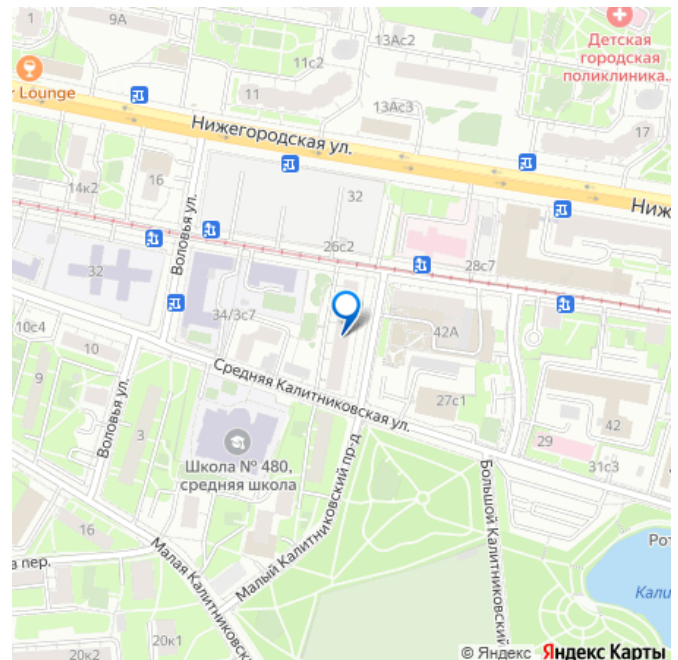 1
9А
13Ас2
Детская
городская
поликлиника...
11с2
r Lounge
11
13Ас3
17
Нижегородская ул.
14к2
16
32
Ниж
Воловья ул.
26с2
28с7
32
34/3с7
10с4
10
42А
9
Средняя Калитниковская ул.
27с1
42
Воловья ул.
3
29
31с3
Школа № 480,
средняя школа
Малый Калитниковский пр-д
Большой Калитниковский
16
Рот
в пер.
Малая Калитниковск
Кали
20к2
20к1
© Яндекс Яндекс Карты